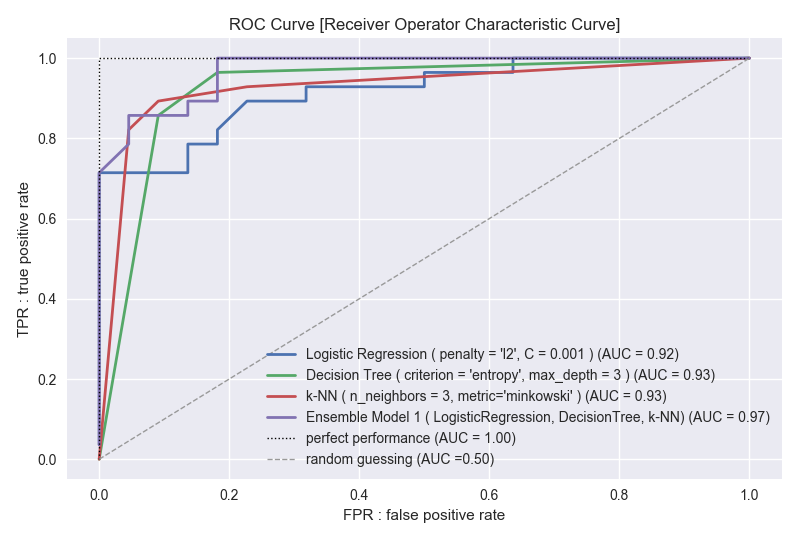 ROC Curve [Receiver Operator Characteristic Curve]
1.0
0.8
0.6
0.4
0.2
0.0
TPR : true positive rate
Logistic Regression ( penalty = 'l2', C = 0.001 ) (AUC = 0.92)
Decision Tree ( criterion = 'entropy', max_depth = 3 ) (AUC = 0.93)
k-NN ( n_neighbors = 3, metric='minkowski' ) (AUC = 0.93)
Ensemble Model 1 ( LogisticRegression, DecisionTree, k-NN) (AUC = 0.97)
perfect performance (AUC = 1.00)
random guessing (AUC =0.50)
0.0 0.2 0.4 0.6 0.8 1.0
FPR : false positive rate